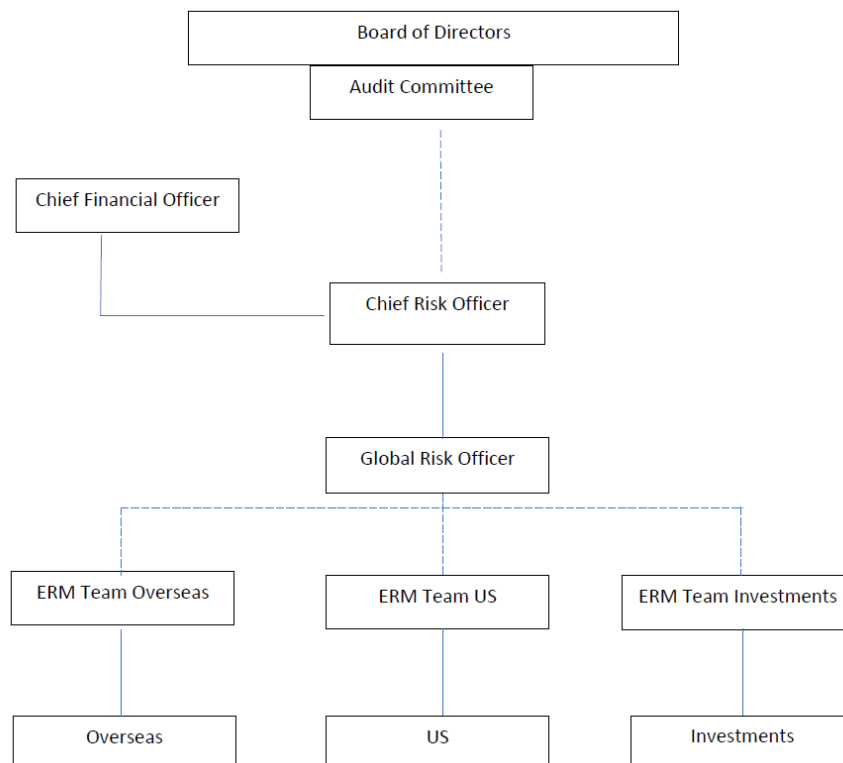 Board of Directors
Audit Committee
Chief Financial Officer
Chief Risk Officer
Global Risk Officer
ERM Team Overseas
ERM Team US
ERM Team Investments
Overseas
US
Investments